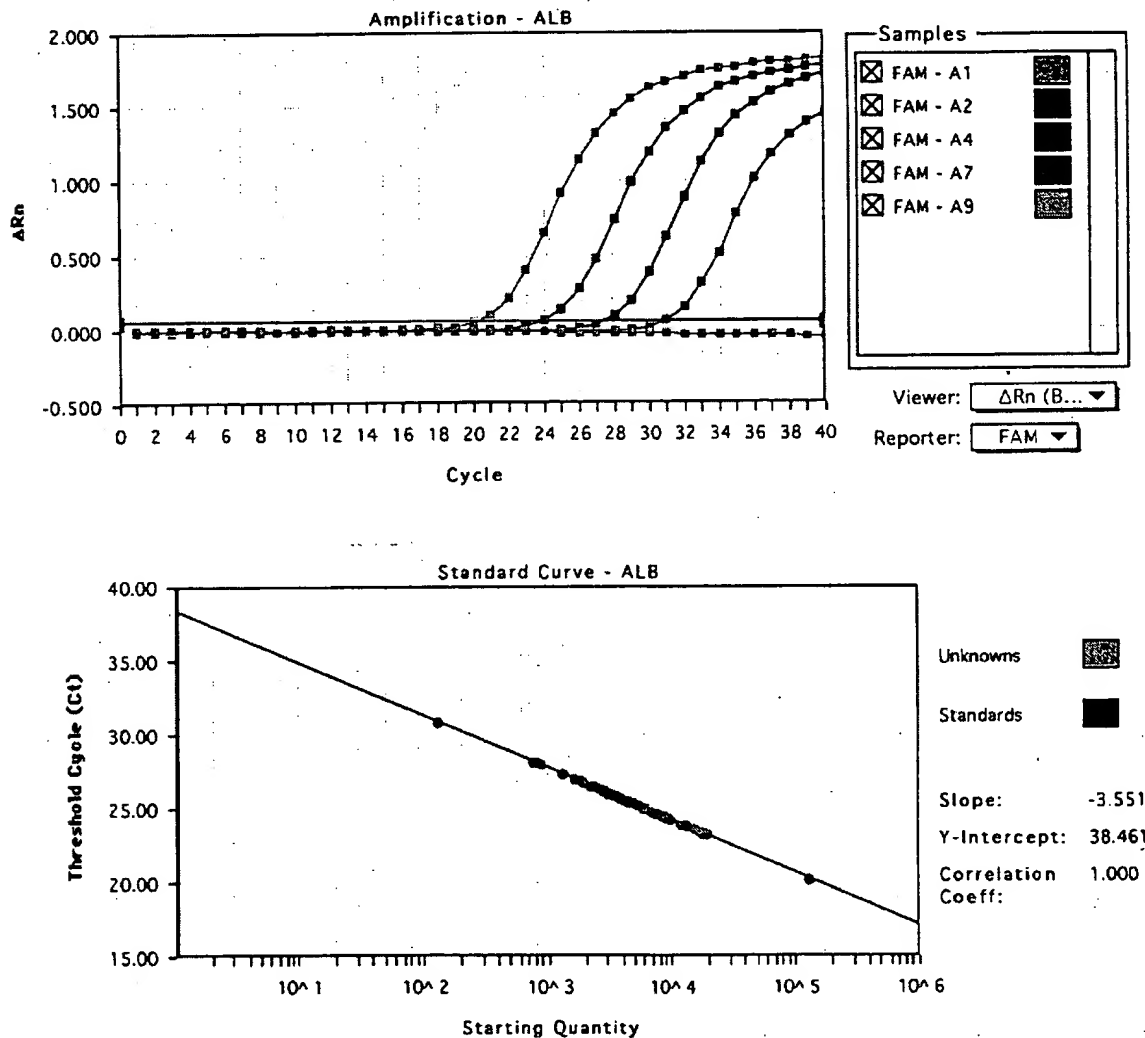 Amplification - ALB
2.000
1.500
1.000
0.500
0.000
-0.500
ΔRn
0 2 4 6 8 10 12 14 16 18 20 22 24 26 28 30 32 34 36 38 40
Cycle
Samples
FAM - A1
FAM - A2
FAM - A4
FAM - A7
FAM - A9
Viewer: ΔRn (B...
Reporter: FAM
Standard Curve - ALB
40.00
35.00
30.00
25.00
20.00
15.00
Threshold Cycle (Ct)
10^1 10^2 10^3 10^4 10^5 10^6
Starting Quantity
Unknowns
Standards
Slope: -3.551
Y-Intercept: 38.461
Correlation 1.000
Coeff: